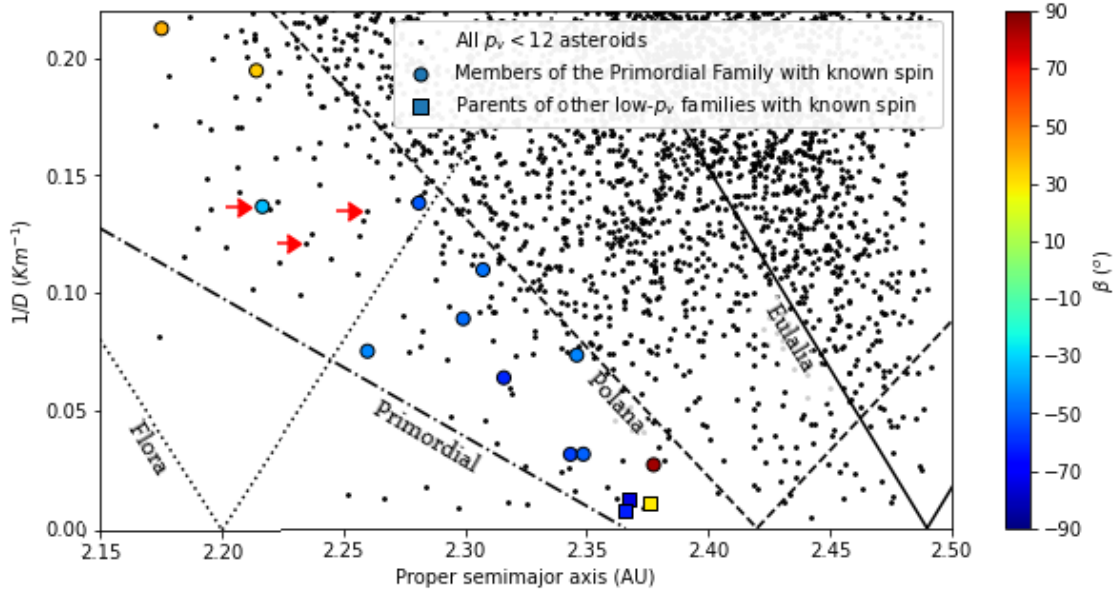 All p_v < 12 asteroids
Members of the Primordial Family with known spin
Parents of other low-p_v families with known spin
0.20
0.15
0.10
0.05
0.00
1/D (Km⁻¹)
Flora
Primordial
Polana
Eulalia
2.15 2.20 2.25 2.30 2.35 2.40 2.45 2.50
Proper semimajor axis (AU)
90
70
50
30
10
−10
−30
−50
−70
−90
β (°)